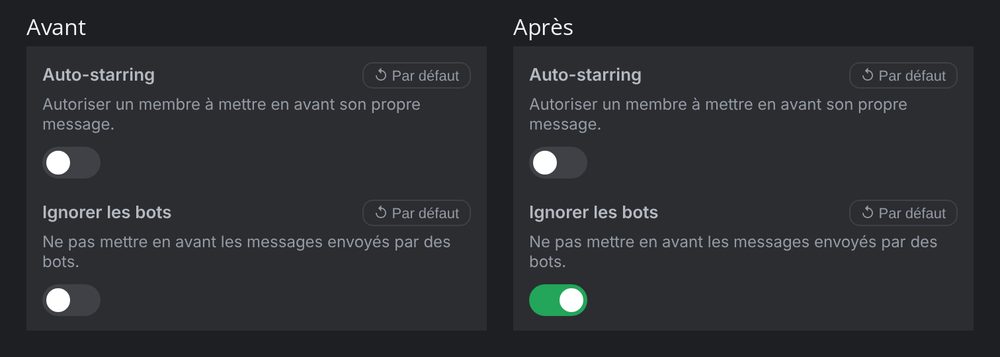 Avant
Auto-starring
Par défaut
Autoriser un membre à mettre en avant son propre
message.
Ignorer les bots
Par défaut
Ne pas mettre en avant les messages envoyés par des
bots.
Après
Auto-starring
Par défaut
Autoriser un membre à mettre en avant son propre
message.
Ignorer les bots
Par défaut
Ne pas mettre en avant les messages envoyés par des
bots.